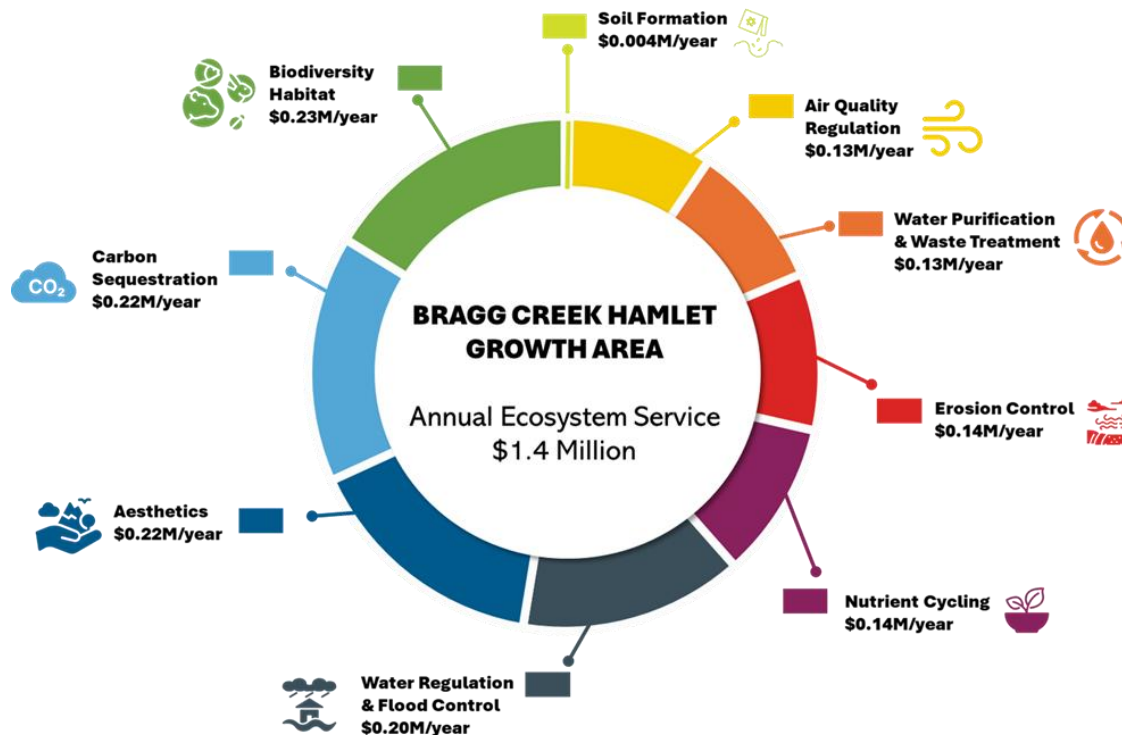 Soil Formation
$0.004M/year
Biodiversity
Habitat
$0.23M/year
Air Quality
Regulation
$0.13M/year
Water Purification
& Waste Treatment
$0.13M/year
Carbon
Sequestration
$0.22M/year
CO₂
BRAGG CREEK HAMLET
GROWTH AREA
Annual Ecosystem Service
$1.4 Million
Erosion Control
$0.14M/year
Aesthetics
$0.22M/year
Nutrient Cycling
$0.14M/year
Water Regulation
& Flood Control
$0.20M/year